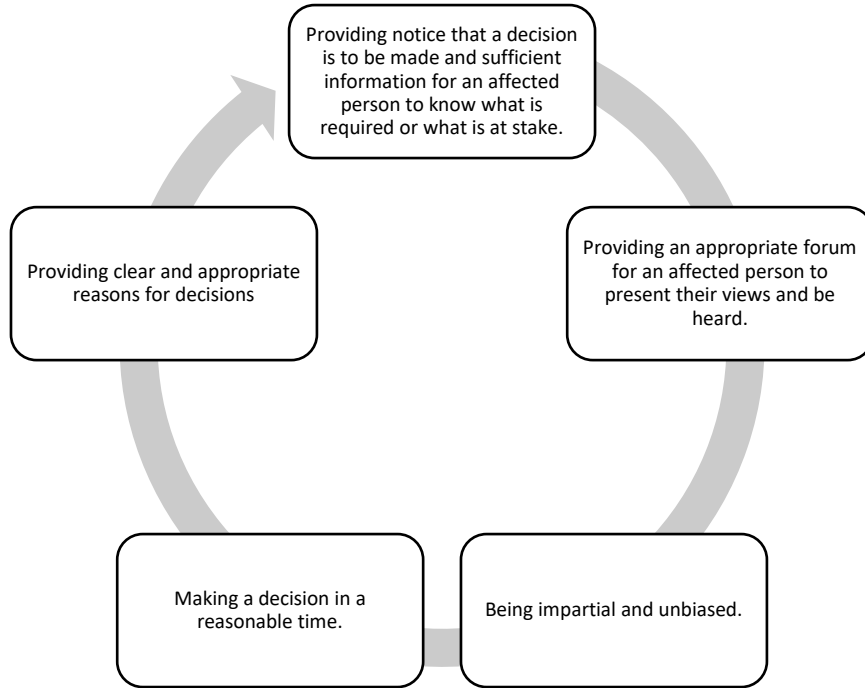 Providing notice that a decision
is to be made and sufficient
information for an affected
person to know what is
required or what is at stake.
Providing an appropriate forum
for an affected person to
present their views and be
heard.
Being impartial and unbiased.
Making a decision in a
reasonable time.
Providing clear and appropriate
reasons for decisions